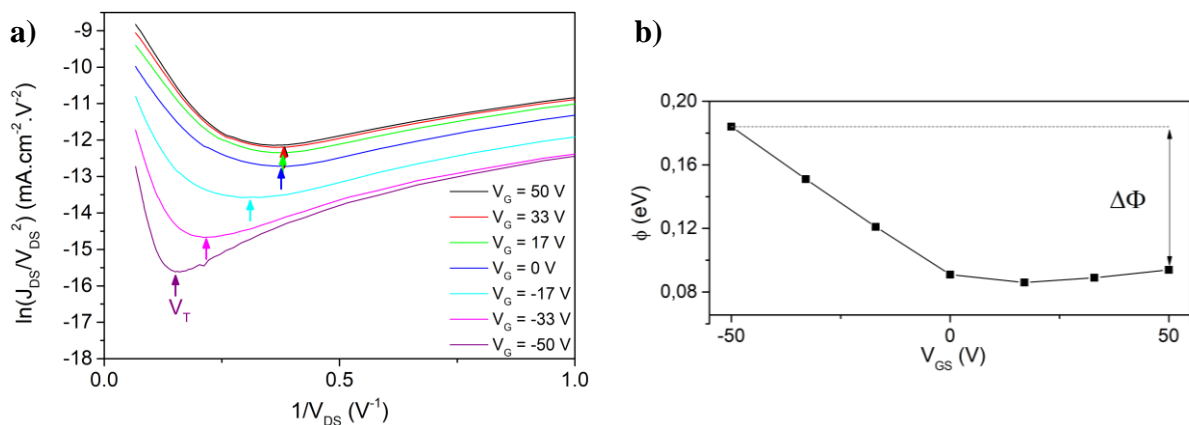 a)
ln(J_DS/V_DS^2) (mA.cm^-2.V^-2)
-9
-10
-11
-12
-13
-14
-15
-16
-17
-18
V_T
V_G = 50 V
V_G = 33 V
V_G = 17 V
V_G = 0 V
V_G = -17 V
V_G = -33 V
V_G = -50 V
0.0
0.5
1.0
1/V_DS (V^-1)
b)
ϕ (eV)
0,20
0,16
0,12
0,08
ΔΦ
-50
0
50
V_GS (V)